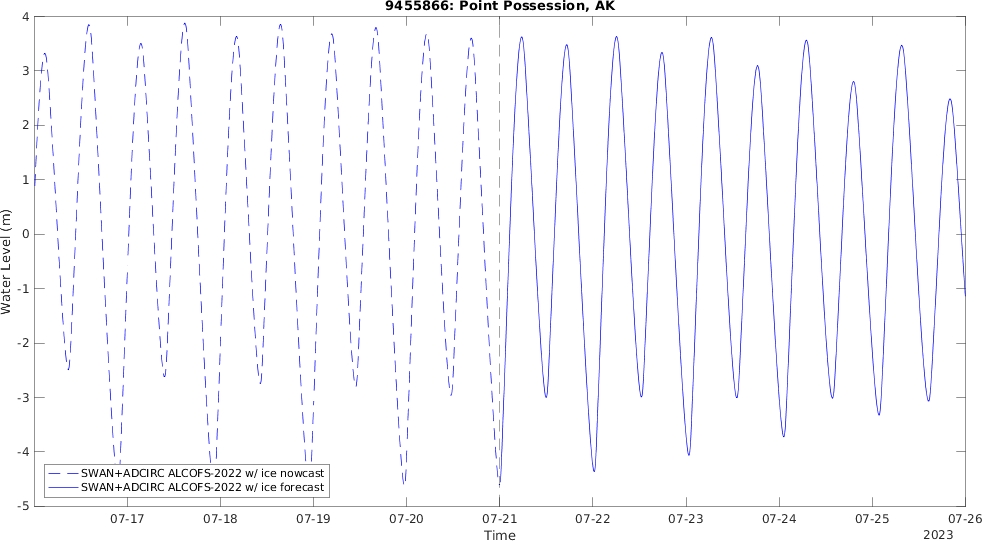 9455866: Point Possession, AK
Water Level (m)
4
3
2
1
0
-1
-2
-3
-4
-5
SWAN+ADCIRC ALCOFS-2022 w/ ice nowcast
SWAN+ADCIRC ALCOFS-2022 w/ ice forecast
07-17 07-18 07-19 07-20 07-21 07-22 07-23 07-24 07-25 07-26
Time
2023